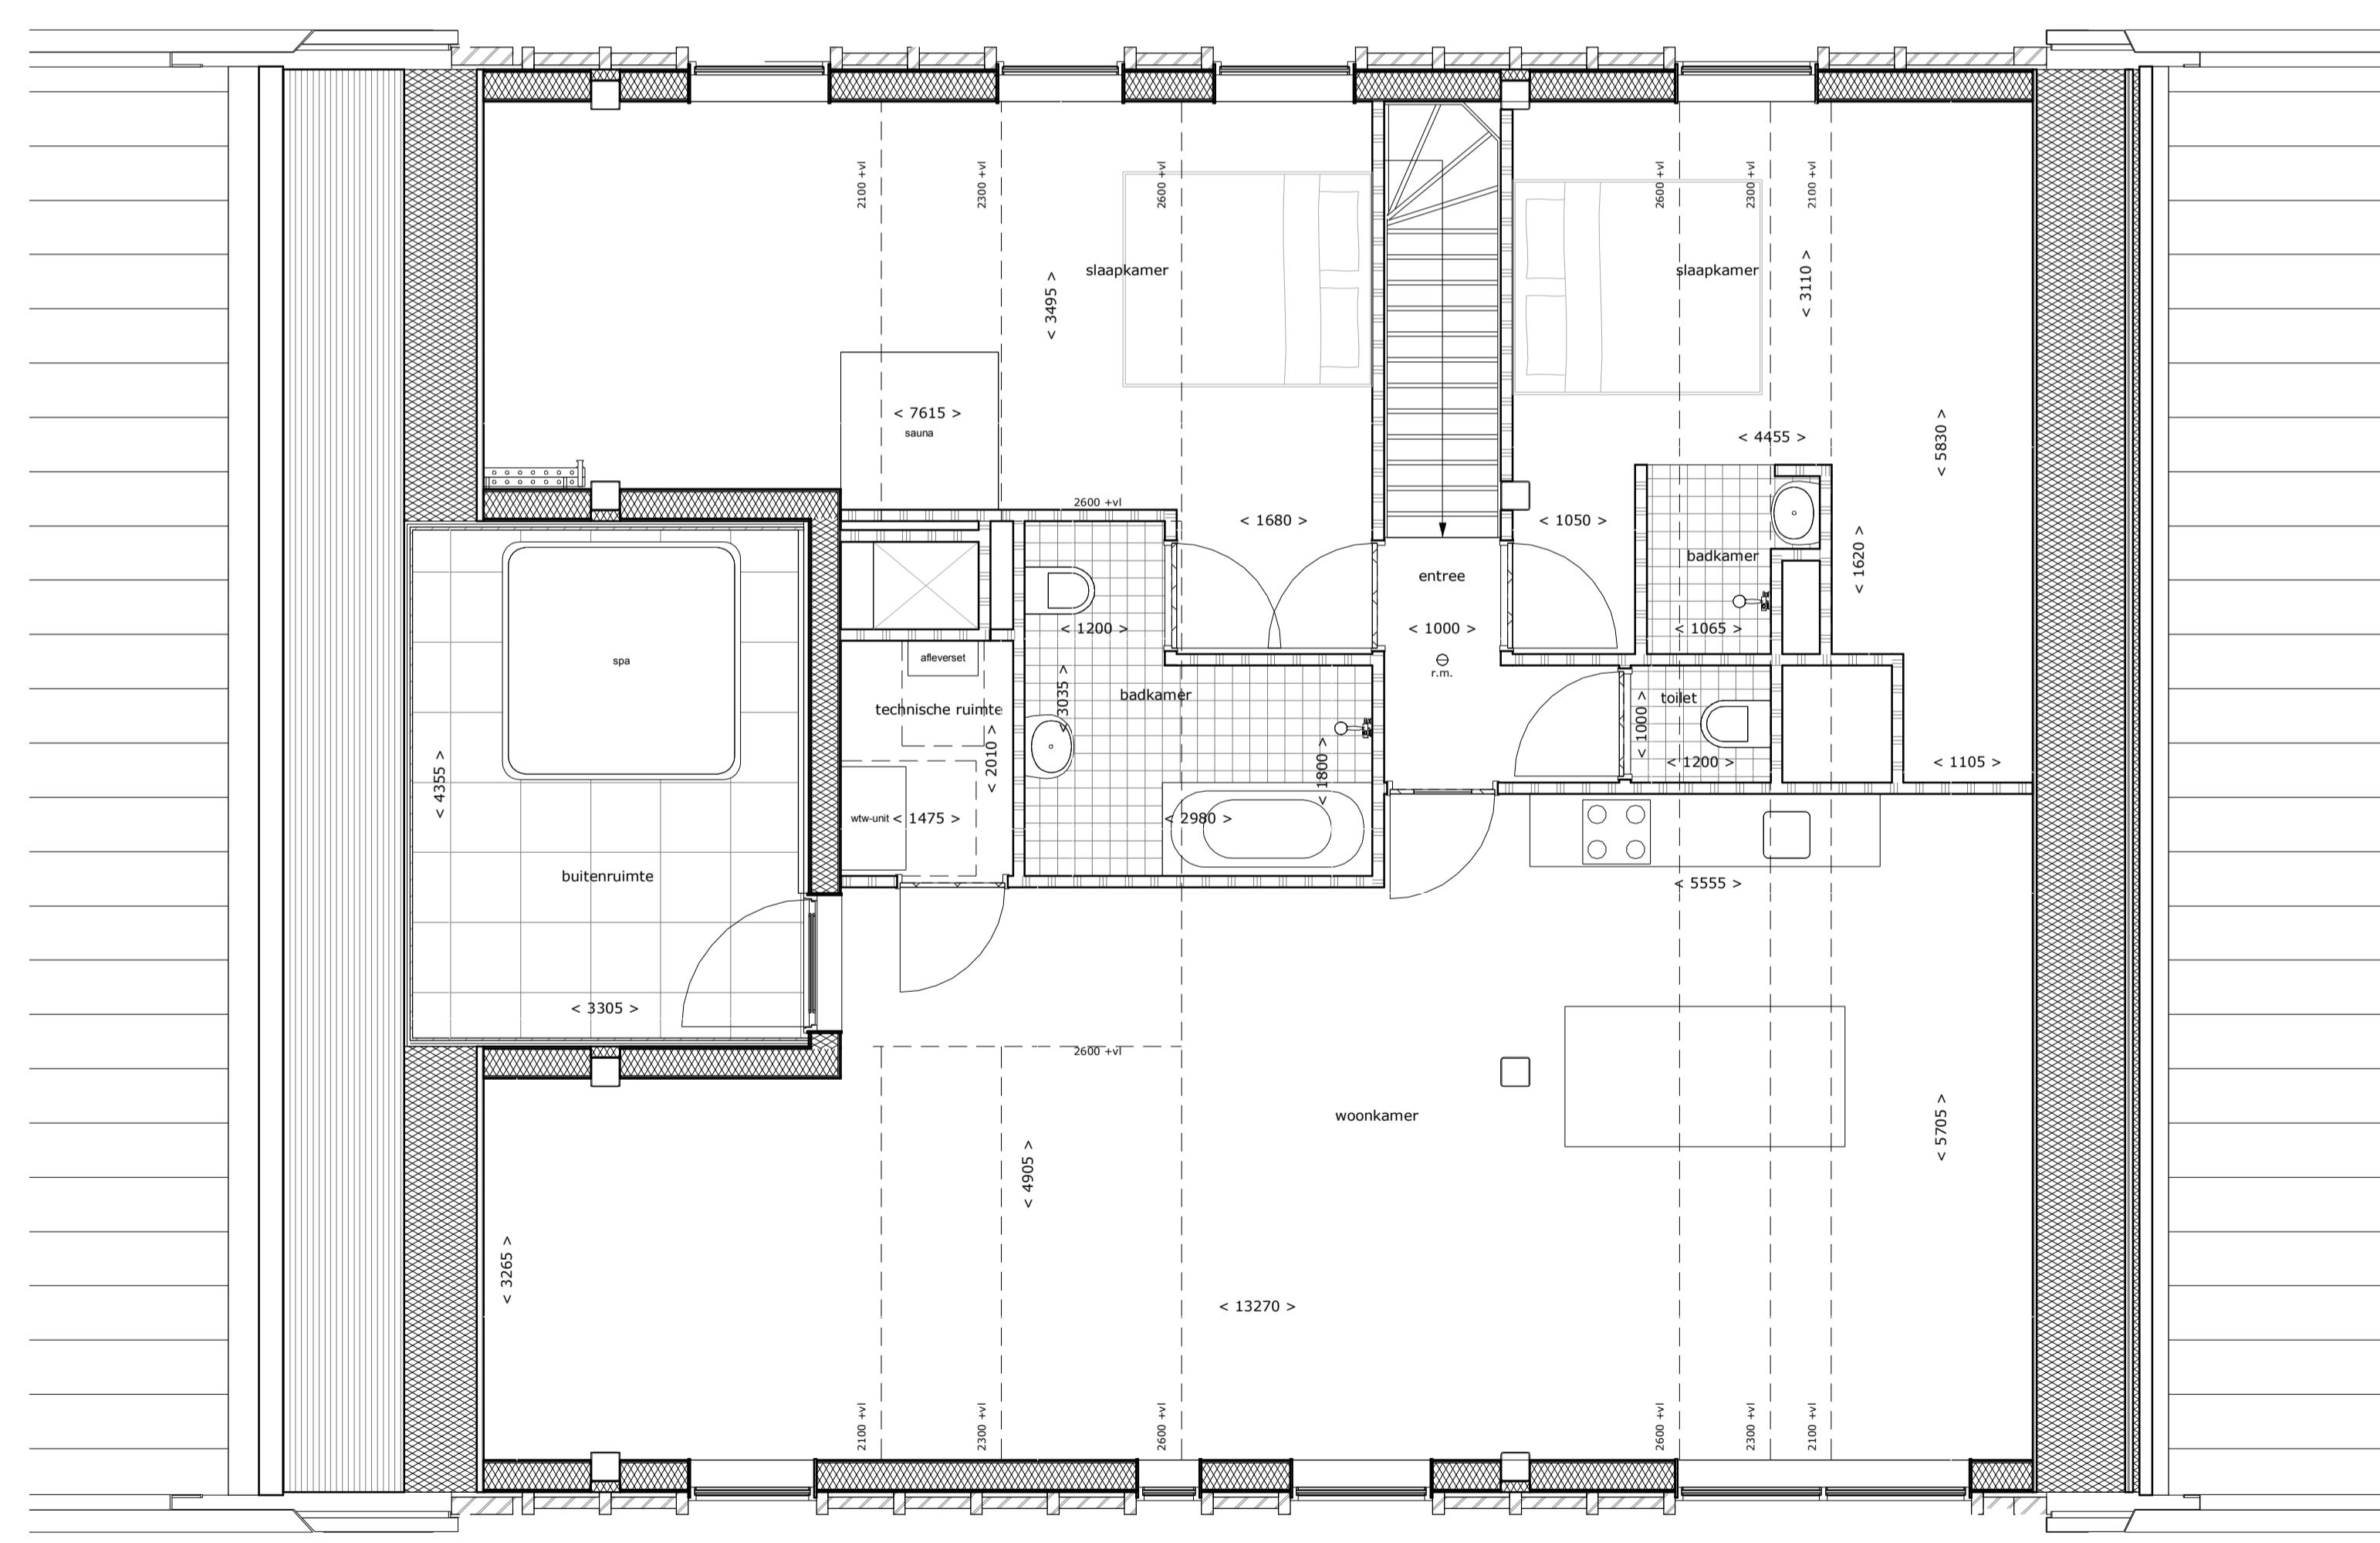 2100 +vl
2300 +vl
2600 +vl
2600 +vl
2300 +vl
2100 +vl
slaapkamer
slaapkamer
< 3495 >
< 3110 >
< 7615 >
sauna
< 4455 >
< 5830 >
2600 +vl
< 1680 >
< 1050 >
badkamer
< 1620 >
entree
< 1200 >
< 1000 >
< 1065 >
spa
afleverset
r.m.
< 3035 >
badkamer
toilet
technische ruimte
< 1000 >
< 2010 >
< 1800 >
< 1200 >
< 1105 >
< 4355 >
wtw-unit
< 1475 >
< 2980 >
buitenruimte
< 5555 >
< 3305 >
2600 +vl
woonkamer
< 5705 >
< 4905 >
< 3265 >
< 13270 >
2100 +vl
2300 +vl
2600 +vl
2600 +vl
2300 +vl
2100 +vl